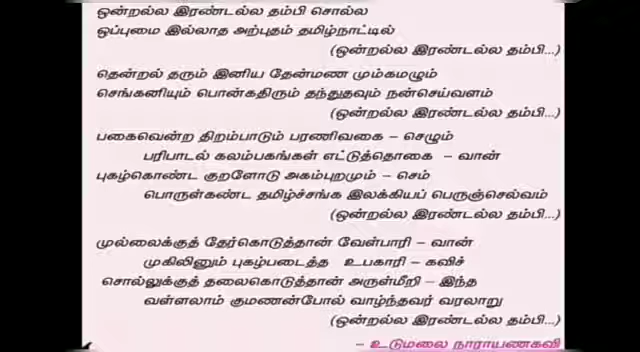 ஒன்றல்ல இரண்டல்ல தம்பி சொல்ல
ஒப்புமை இல்லாத அற்புதம் தமிழ்நாட்டில்
(ஒன்றல்ல இரண்டல்ல தம்பி...)
தென்றல் தரும் இனிய தேன்மண மும்கமழும்
செங்கனியும் பொன்கதிரும் தந்துதவும் நன்செய்வளம்
(ஒன்றல்ல இரண்டல்ல தம்பி...)
பகைவென்ற திறம்பாடும் பரணிவகை – செழும்
பரிபாடல் கலம்பகங்கள் எட்டுத்தொகை – வான்
புகழ்கொண்ட குறளோடு அகம்புறமும் – செம்
பொருள்கண்ட தமிழ்ச்சங்க இலக்கியப் பெருஞ்செல்வம்
(ஒன்றல்ல இரண்டல்ல தம்பி...)
முல்லைக்குத் தேர்கொடுத்தான் வேள்பாரி – வான்
முகிலினும் புகழ்படைத்த உபகாரி – கவிச்
சொல்லுக்குத் தலைகொடுத்தான் அருள்மீறி – இந்த
வள்ளலாம் குமணன்போல் வாழ்ந்தவர் வரலாறு
(ஒன்றல்ல இரண்டல்ல தம்பி...)
– உடுமலை நாராயணகவி